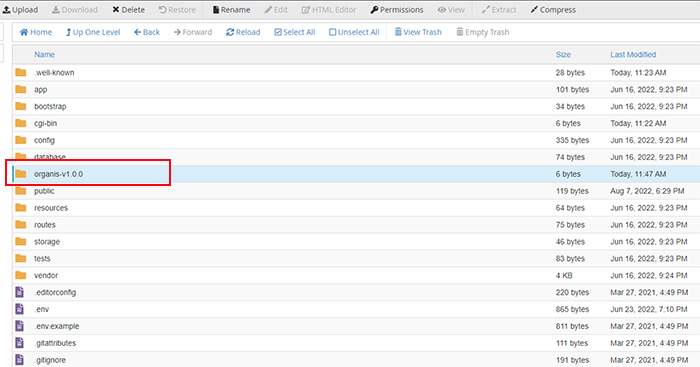 Upload Download Delete Restore Rename Edit HTML Editor Permissions View Extract Compress
Home Up One Level Back Forward Reload Select All Unselect All View Trash Empty Trash
Name Size Last Modified
.well-known 28 bytes Today, 11:23 AM
app 101 bytes Jun 16, 2022, 9:23 PM
bootstrap 34 bytes Jun 16, 2022, 9:23 PM
cgi-bin 6 bytes Today, 11:22 AM
config 335 bytes Jun 16, 2022, 9:23 PM
database 74 bytes Jun 16, 2022, 9:23 PM
organis-v1.0.0 6 bytes Today, 11:47 AM
public 119 bytes Aug 7, 2022, 6:29 PM
resources 64 bytes Jun 16, 2022, 9:23 PM
routes 75 bytes Jun 16, 2022, 9:23 PM
storage 46 bytes Jun 16, 2022, 9:23 PM
tests 83 bytes Jun 16, 2022, 9:23 PM
vendor 4 KB Jun 16, 2022, 9:24 PM
.editorconfig 220 bytes Mar 27, 2021, 4:49 PM
.env 865 bytes Jun 23, 2022, 7:10 PM
.env.example 811 bytes Mar 27, 2021, 4:49 PM
.gitattributes 111 bytes Mar 27, 2021, 4:49 PM
.gitignore 191 bytes Mar 27, 2021, 4:49 PM